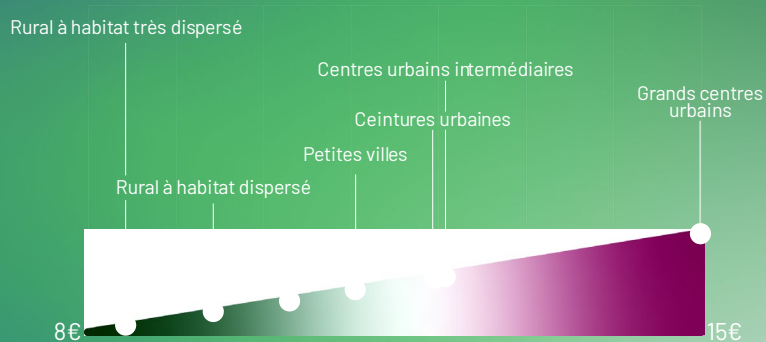 Rural à habitat très dispersé
Centres urbains intermédiaires
Grands centres
urbains
Ceintures urbaines
Petites villes
Rural à habitat dispersé
8€
15€